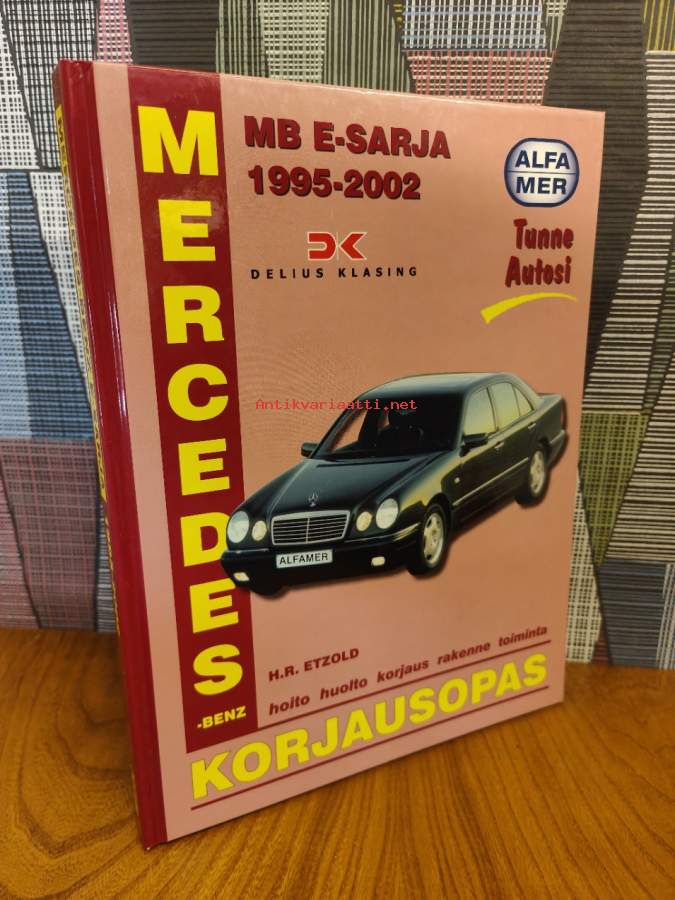 MERCEDES
-BENZ
MB E-SARJA
1995-2002
DELIUS KLASING
ALFA
MER
Tunne
Autosi
Antikvariaatti.net
ALFAMER
H.R. ETZOLD
hoito huolto korjaus rakenne toiminta
KORJAUSOPAS